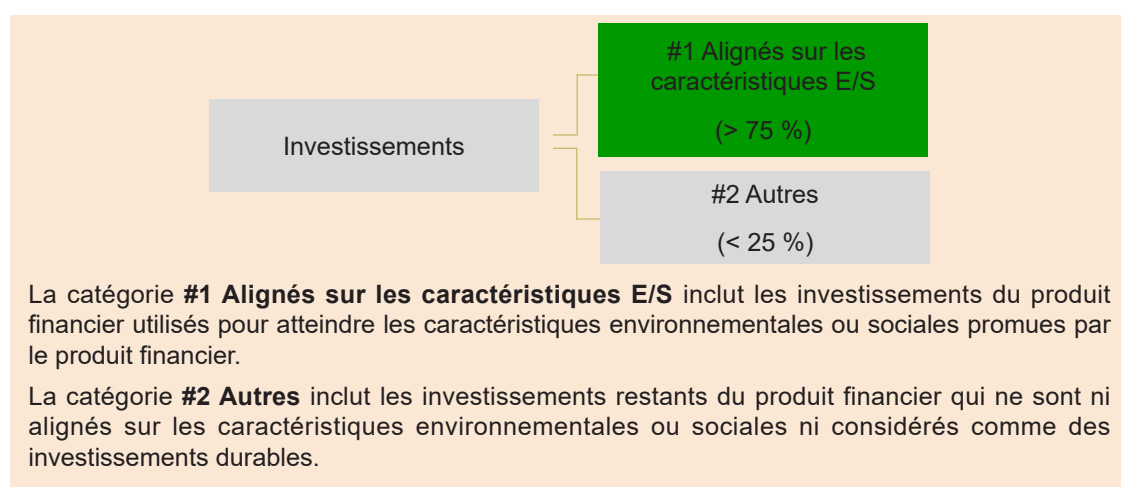 #1 Alignés sur les
caractéristiques E/S
(> 75 %)
Investissements
#2 Autres
(< 25 %)
La catégorie #1 Alignés sur les caractéristiques E/S inclut les investissements du produit
financier utilisés pour atteindre les caractéristiques environnementales ou sociales promues par
le produit financier.
La catégorie #2 Autres inclut les investissements restants du produit financier qui ne sont ni
alignés sur les caractéristiques environnementales ou sociales ni considérés comme des
investissements durables.